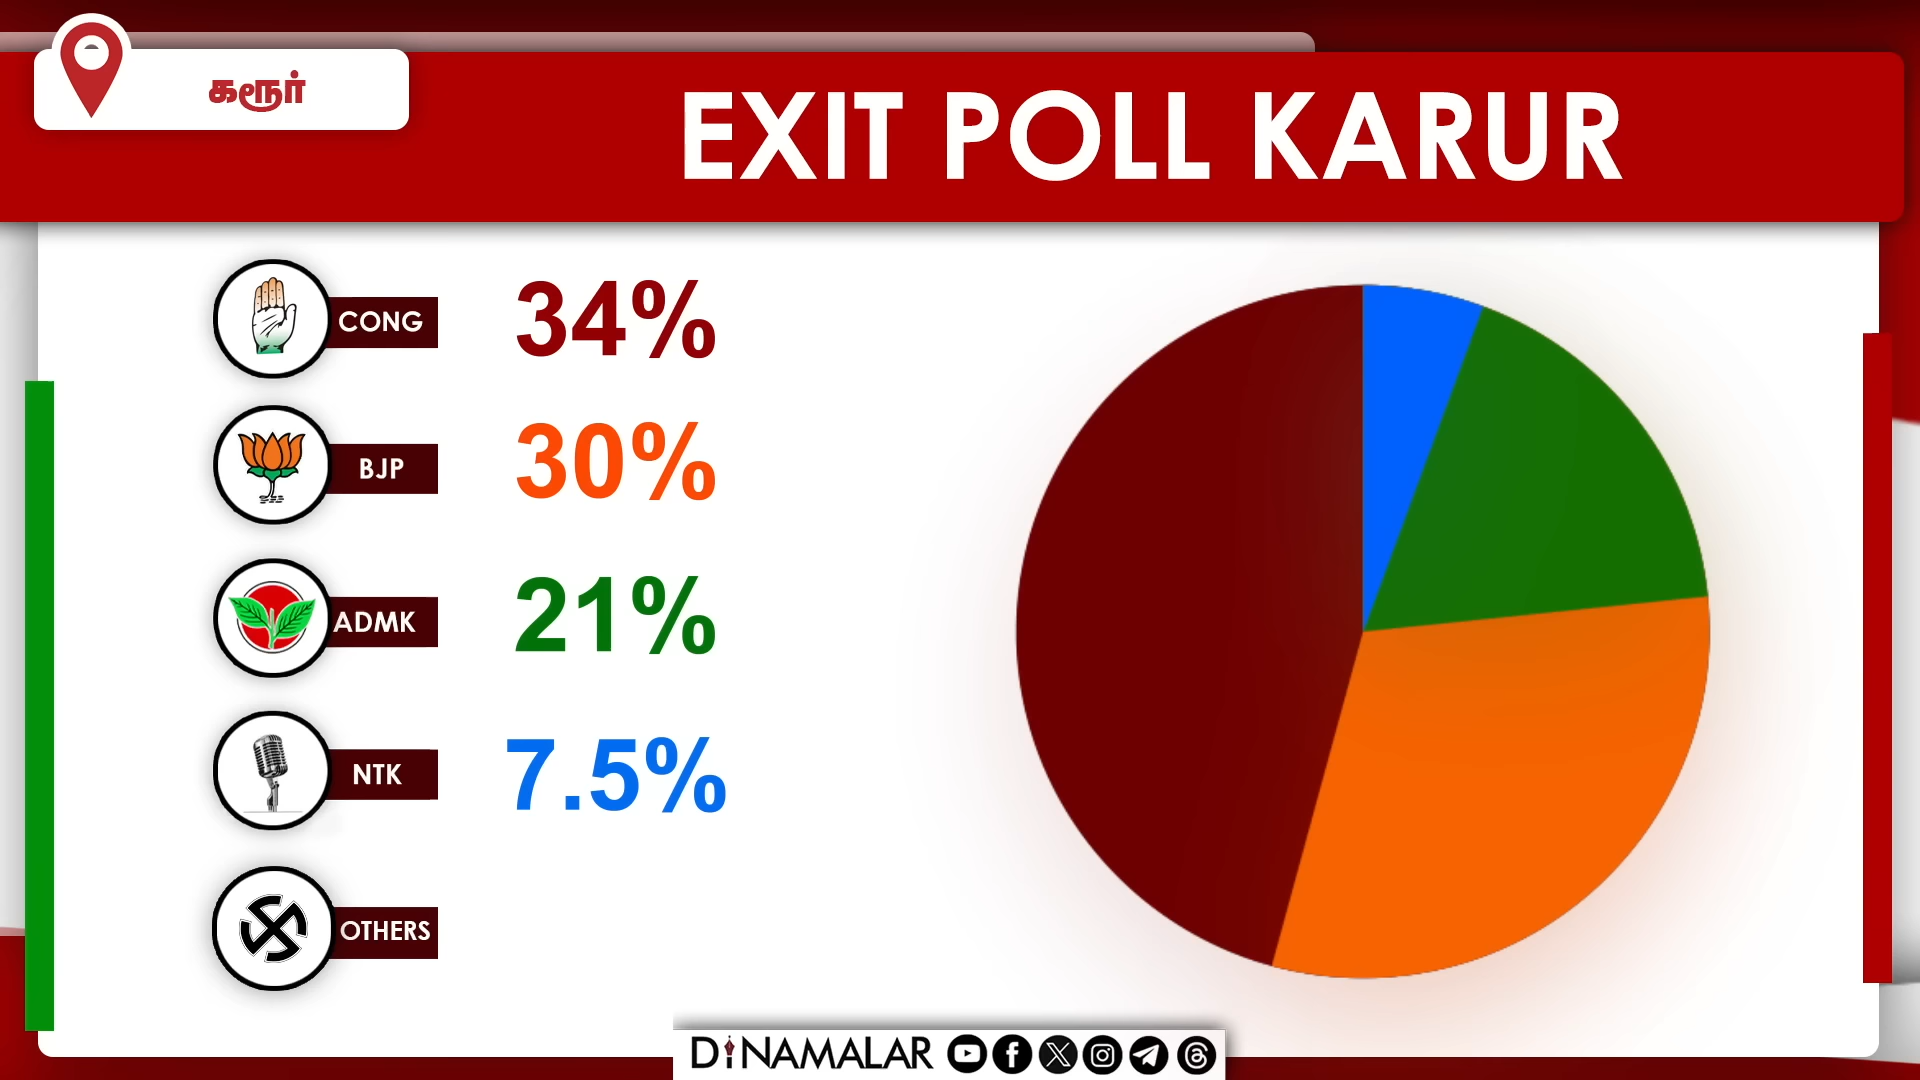 கரூர்
EXIT POLL KARUR
CONG 34%
BJP 30%
ADMK 21%
NTK 7.5%
OTHERS
DINAMALAR